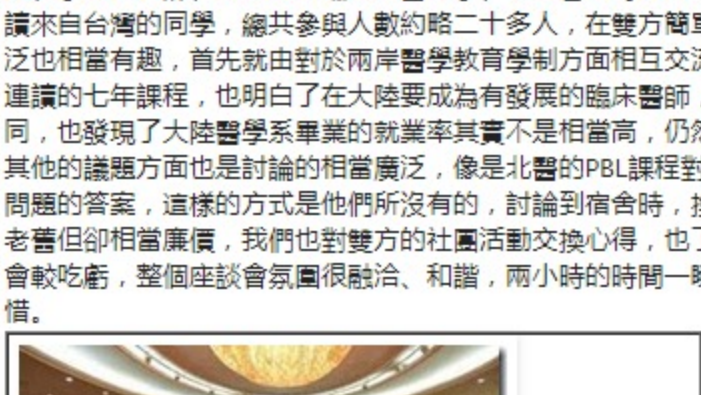 讀來自台灣的同學，總共參與人數約略二十多人，在雙方簡單
泛也相當有趣，首先就由對於兩岸醫學教育學制方面相互交流
連讀的七年課程，也明白了在大陸要成為有發展的臨床醫師
同，也發現了大陸醫學系畢業的就業率其實不是相當高，仍然
其他的議題方面也是討論的相當廣泛，像是北醫的PBL課程對
問題的答案，這樣的方式是他們所沒有的，討論到宿舍時，
老舊但卻相當廉價，我們也對雙方的社團活動交換心得，也
會較吃虧，整個座談會氛圍很融洽、和諧，兩小時的時間一
惜。